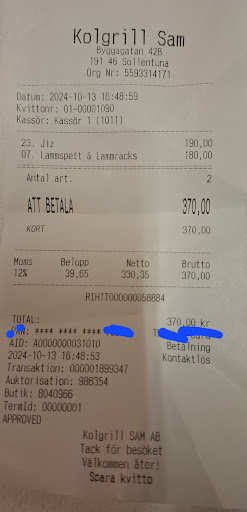 Kolgrill Sam
Byggagatan 42B
191 46 Sollentuna
Org Nr: 5593314171
Datum: 2024-10-13 16:48:59
Kvittonr: 01-00001090
Kassör: Kassör 1 (1011)
23. Jiz 190,00
07. Lammspett & Lammracks 180,00
Antal art. 2
ATT BETALA 370,00
KORT 370,00
Moms Belopp Netto Brutto
12% 39,65 330,35 370,00
RIHTT000000058884
TOTAL: 370,00 kr
PAN: **** **** ****
AID: A0000000031010 Betalning
2024-10-13 16:48:53 Kontaktlös
Transaktion: 000001899347
Auktorisation: 986354
Butik: 8040966
TermId: 00000001
APPROVED
Kolgrill SAM AB
Tack för besöket
Välkommen åter!
Spara kvitto